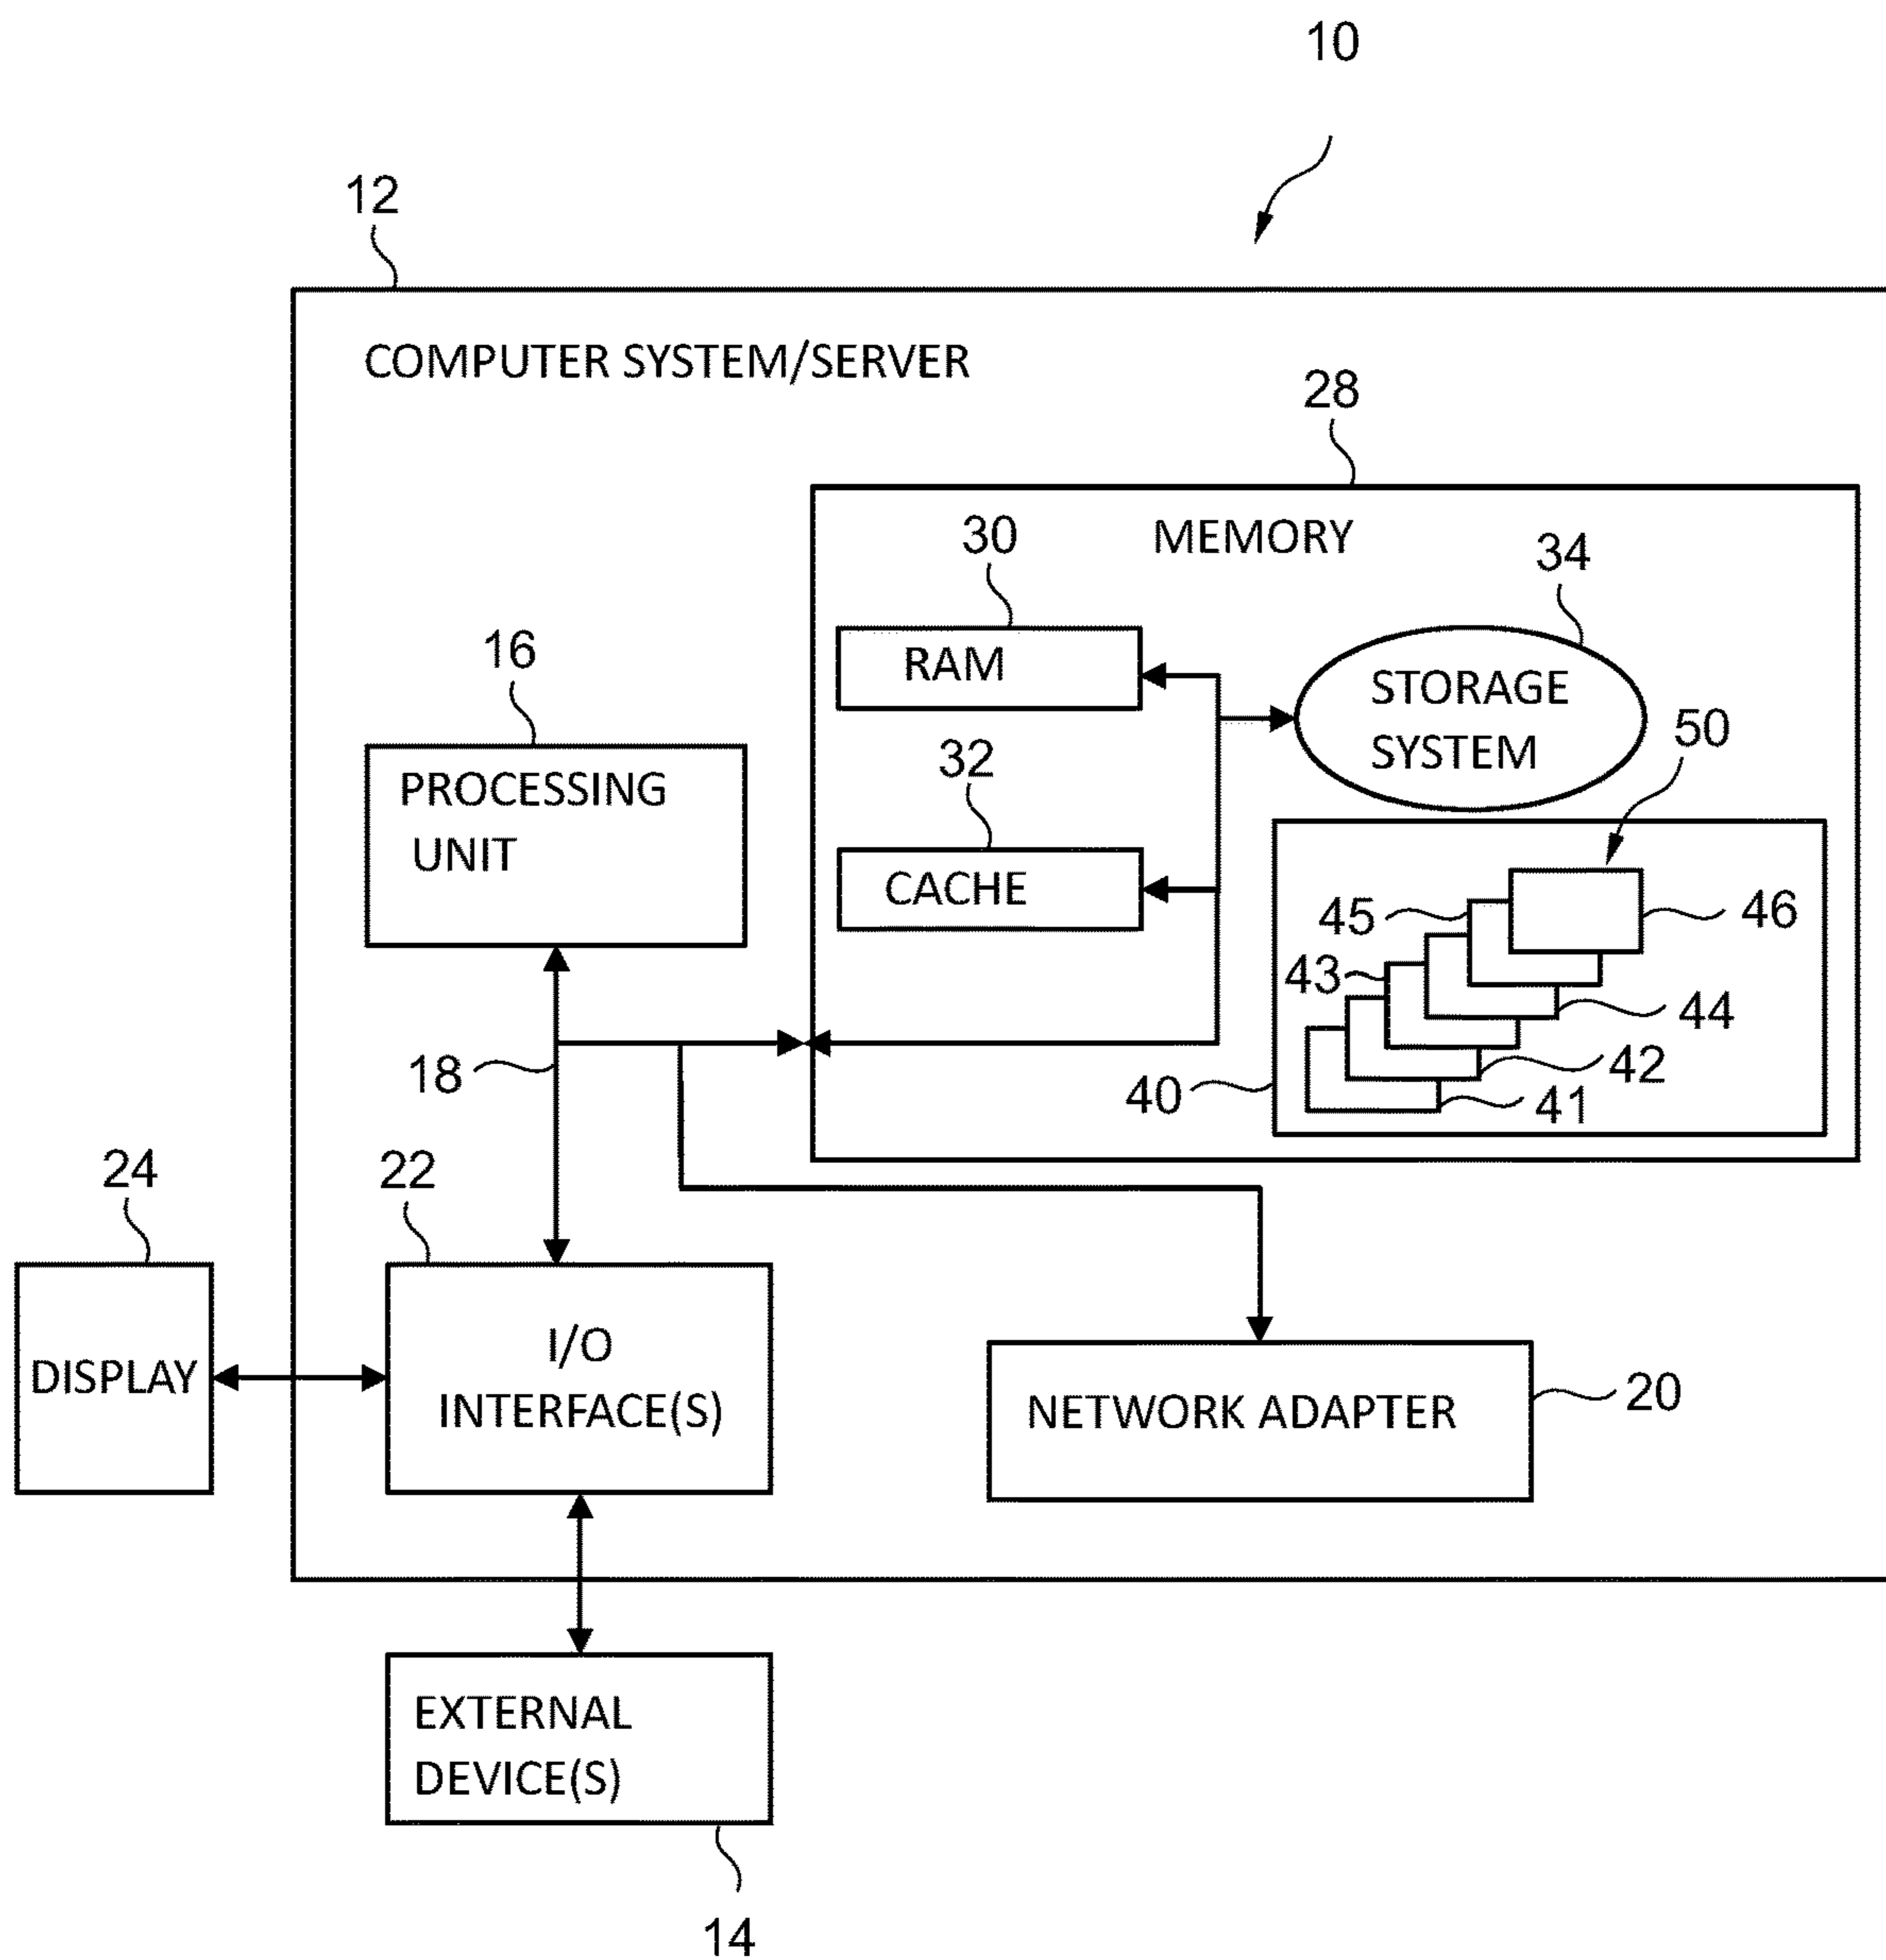 10
12
COMPUTER SYSTEM/SERVER
28
30
MEMORY
34
16
RAM
STORAGE
SYSTEM
50
PROCESSING
UNIT
32
CACHE
45
46
43
44
18
42
40
41
24
22
DISPLAY
I/O
INTERFACE(S)
NETWORK ADAPTER
20
EXTERNAL
DEVICE(S)
14